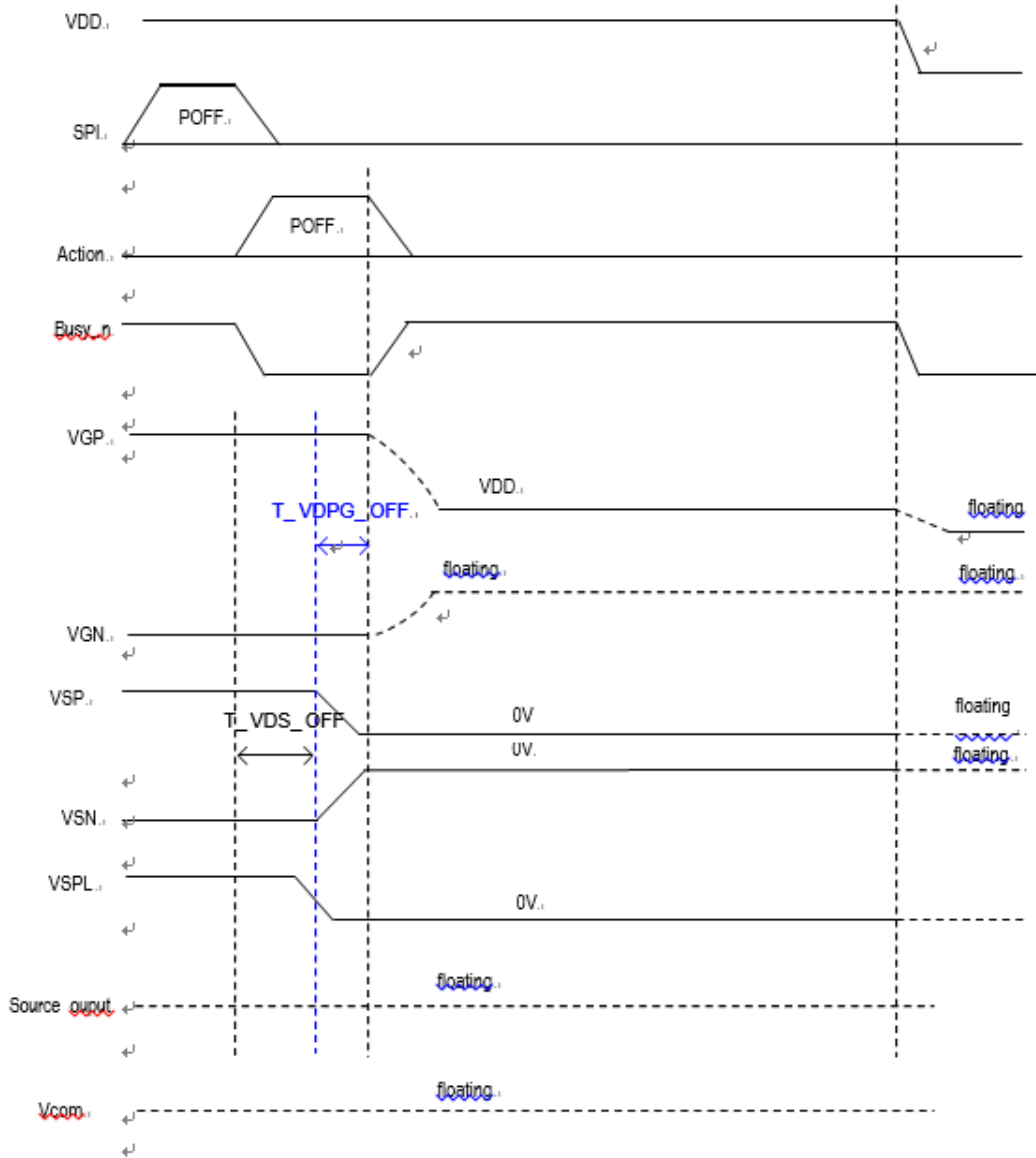 VDD
SPI
POFF
POFF
Action
Busy_n
VGP
VDD
T_VDPG_OFF
floating
floating
floating
VGN
VSP
T_VDS_OFF
0V
floating
0V
floating
VSN
VSPL
0V
floating
Source ouput
floating
Vcom